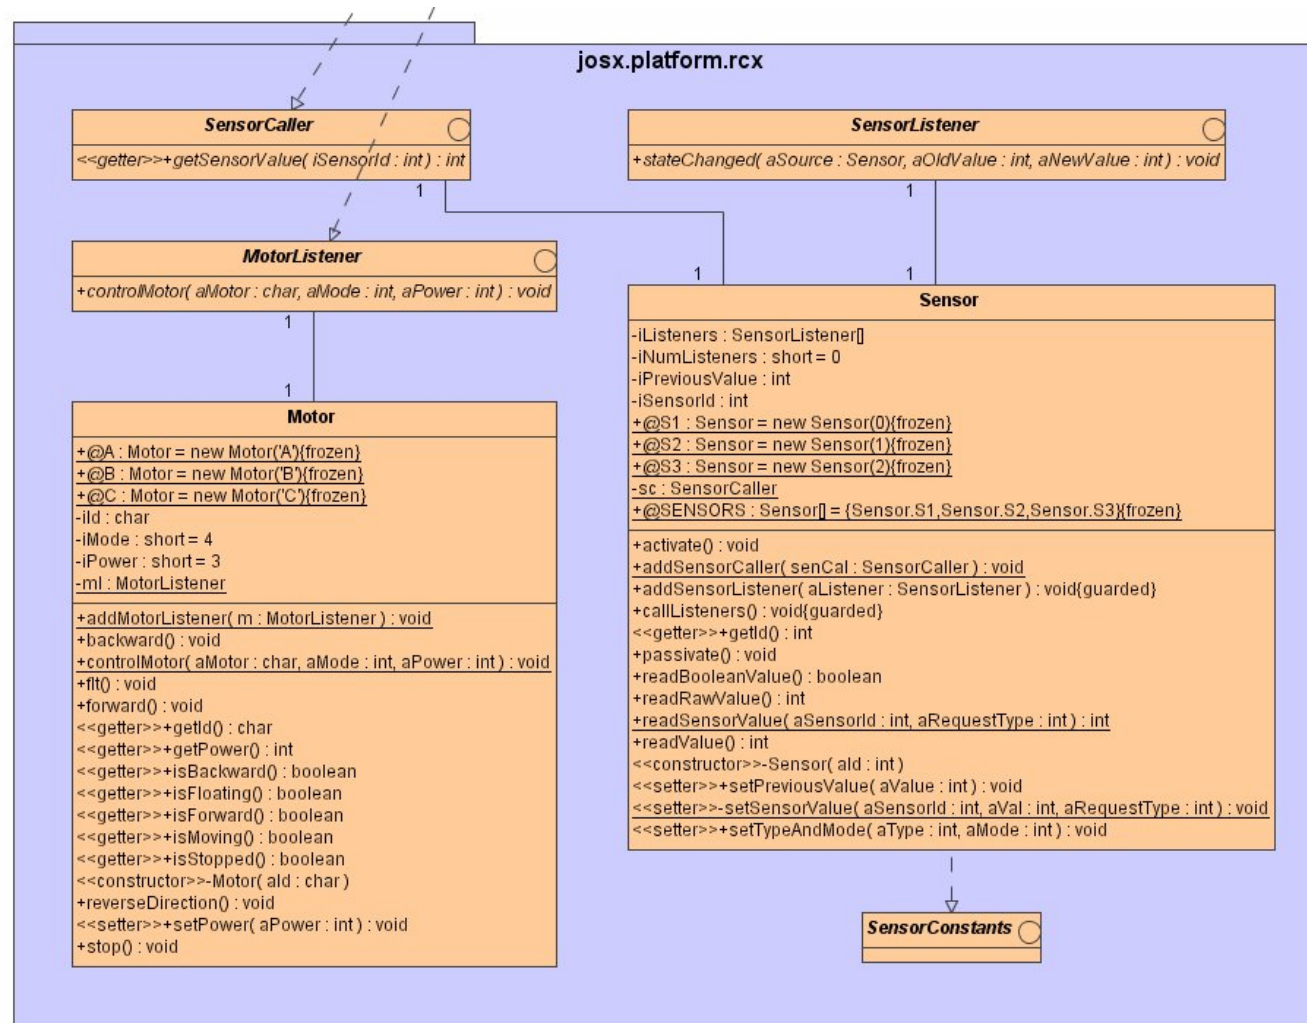 josx.platform.rcx
SensorCaller
<<getter>>+getSensorValue( iSensorId : int ) : int
1
SensorListener
+stateChanged( aSource : Sensor, aOldValue : int, aNewValue : int ) : void
1
MotorListener
+controlMotor( aMotor : char, aMode : int, aPower : int ) : void
1
1
1
1
Motor
+@A : Motor = new Motor('A'){frozen}
+@B : Motor = new Motor('B'){frozen}
+@C : Motor = new Motor('C'){frozen}
-iId : char
-iMode : short = 4
-iPower : short = 3
-ml : MotorListener
+addMotorListener( m : MotorListener ) : void
+backward() : void
+controlMotor( aMotor : char, aMode : int, aPower : int ) : void
+flt() : void
+forward() : void
<<getter>>+getId() : char
<<getter>>+getPower() : int
<<getter>>+isBackward() : boolean
<<getter>>+isFloating() : boolean
<<getter>>+isForward() : boolean
<<getter>>+isMoving() : boolean
<<getter>>+isStopped() : boolean
<<constructor>>-Motor( aId : char )
+reverseDirection() : void
<<setter>>+setPower( aPower : int ) : void
+stop() : void
Sensor
-iListeners : SensorListener[]
-iNumListeners : short = 0
-iPreviousValue : int
-iSensorId : int
+@S1 : Sensor = new Sensor(0){frozen}
+@S2 : Sensor = new Sensor(1){frozen}
+@S3 : Sensor = new Sensor(2){frozen}
-sc : SensorCaller
+@SENSORS : Sensor[] = {Sensor.S1,Sensor.S2,Sensor.S3}{frozen}
+activate() : void
+addSensorCaller( senCal : SensorCaller ) : void
+addSensorListener( aListener : SensorListener ) : void{guarded}
+callListeners() : void{guarded}
<<getter>>+getId() : int
+passivate() : void
+readBooleanValue() : boolean
+readRawValue() : int
+readSensorValue( aSensorId : int, aRequestType : int ) : int
+readValue() : int
<<constructor>>-Sensor( aId : int )
<<setter>>+setPreviousValue( aValue : int ) : void
<<setter>>-setSensorValue( aSensorId : int, aVal : int, aRequestType : int ) : void
<<setter>>+setTypeAndMode( aType : int, aMode : int ) : void
SensorConstants